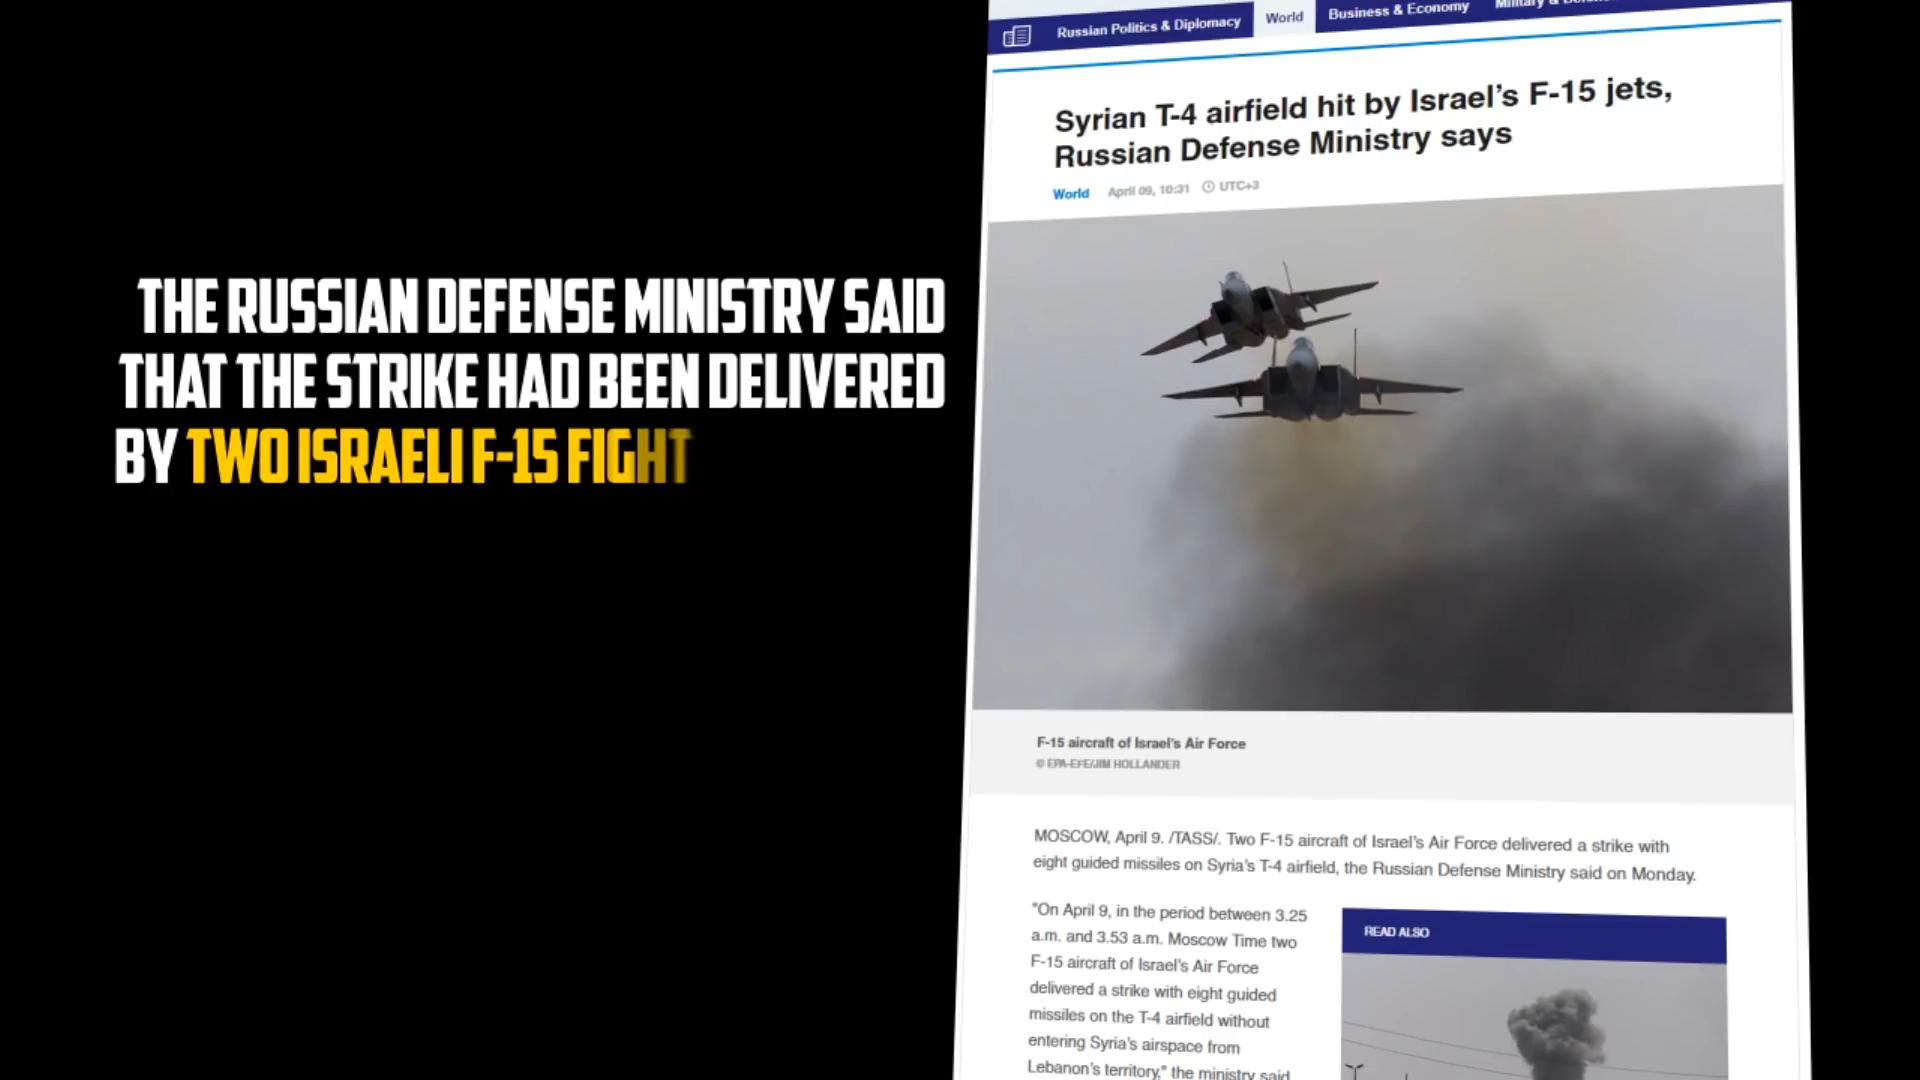 THE RUSSIAN DEFENSE MINISTRY SAID
THAT THE STRIKE HAD BEEN DELIVERED
BY TWO ISRAELI F-15 FIGHT
Russian Politics & Diplomacy World Business & Economy Military &
Syrian T-4 airfield hit by Israel’s F-15 jets,
Russian Defense Ministry says
World April 09, 10:31 UTC+3
F-15 aircraft of Israel’s Air Force
© EPA-EFE/JIM HOLLANDER
MOSCOW, April 9. /TASS/. Two F-15 aircraft of Israel’s Air Force delivered a strike with
eight guided missiles on Syria’s T-4 airfield, the Russian Defense Ministry said on Monday.
"On April 9, in the period between 3.25
a.m. and 3.53 a.m. Moscow Time two
F-15 aircraft of Israel’s Air Force
delivered a strike with eight guided
missiles on the T-4 airfield without
entering Syria’s airspace from
Lebanon’s territory," the ministry said
READ ALSO